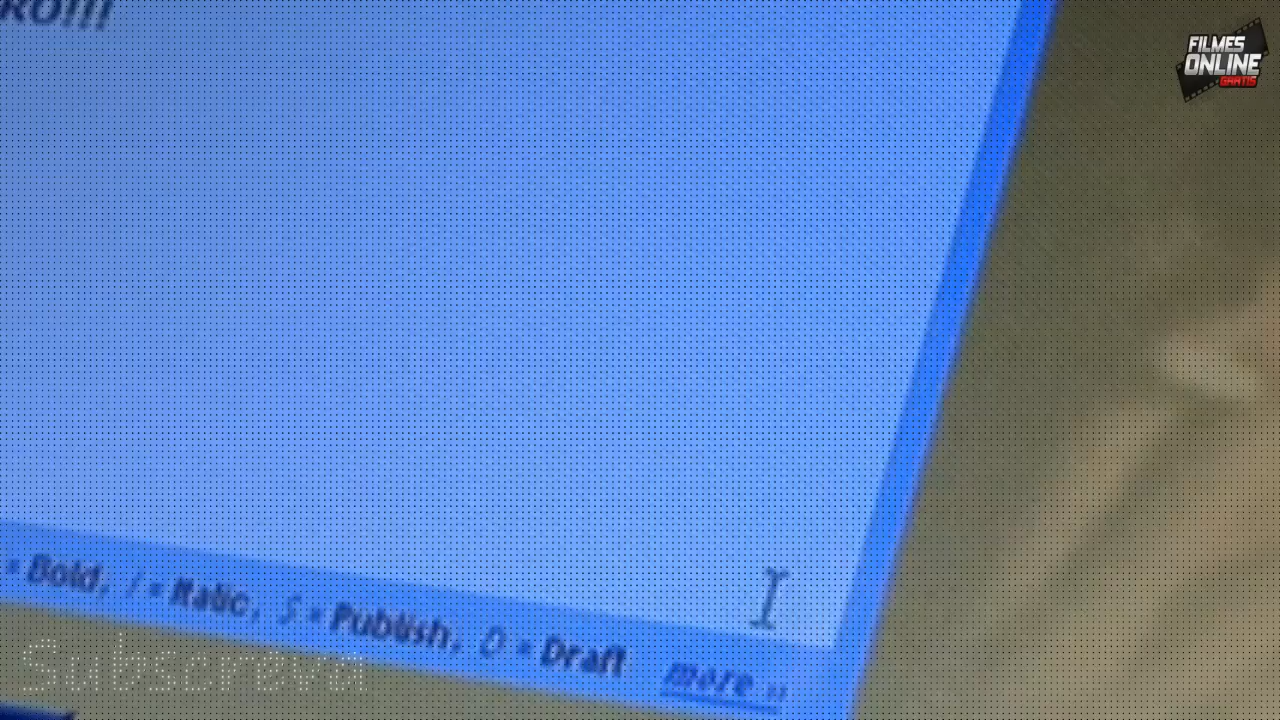 FILMES
ONLINE
GRATIS
= Bold, I = Italic, S = Publish, D = Draft more »
Subscreva